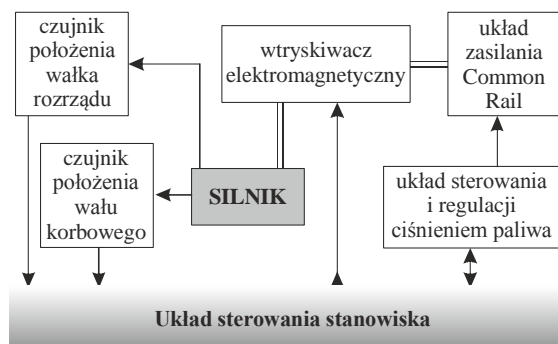 czujnik
położenia
wałka
rozrządu
wtryskiwacz
elektromagnetyczny
układ
zasilania
Common
Rail
czujnik
położenia
wału
korbowego
SILNIK
układ sterowania
i regulacji
ciśnieniem paliwa
Układ sterowania stanowiska